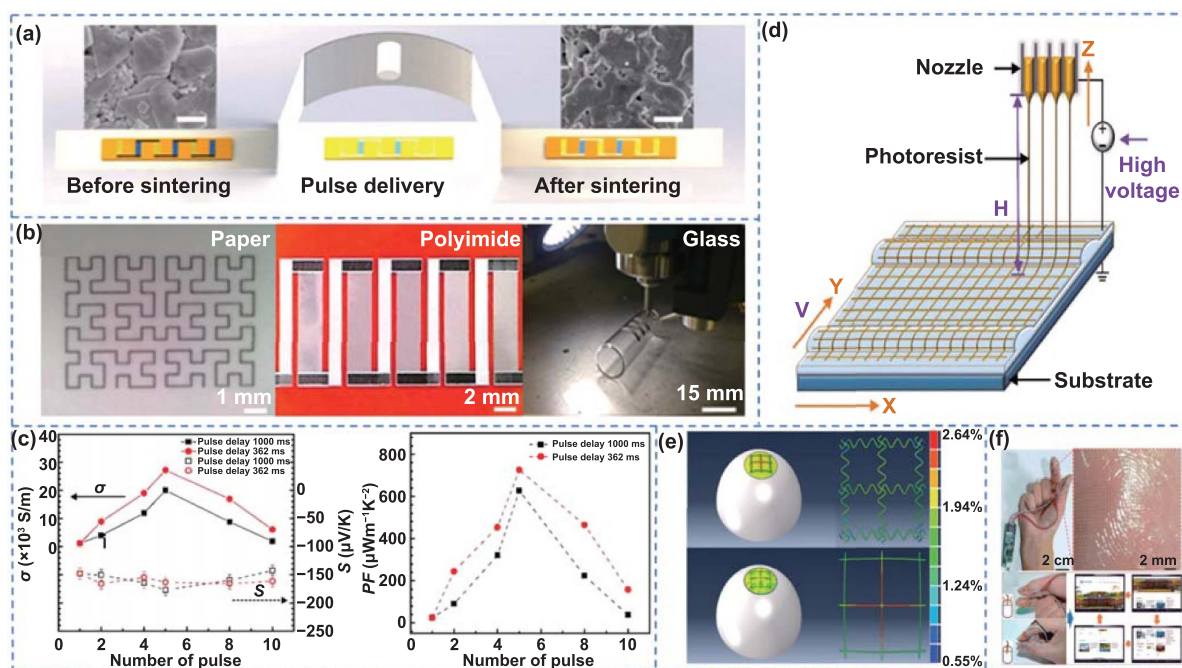 (a)
Before sintering
Pulse delivery
After sintering
(b)
Paper
1 mm
Polyimide
2 mm
Glass
15 mm
(c)
Pulse delay 1000 ms
Pulse delay 362 ms
Pulse delay 1000 ms
Pulse delay 362 ms
σ
S
σ (×10³ S/m)
40
30
20
10
0
S (μV/K)
0
−50
−100
−150
−200
−250
0 2 4 6 8 10
Number of pulse
Pulse delay 1000 ms
Pulse delay 362 ms
PF (μWm⁻¹K⁻²)
800
600
400
200
0
0 2 4 6 8 10
Number of pulse
(d)
Nozzle
Z
Photoresist
High
voltage
H
Y
V
Substrate
X
(e)
2.64%
1.94%
1.24%
0.55%
(f)
2 cm
2 mm